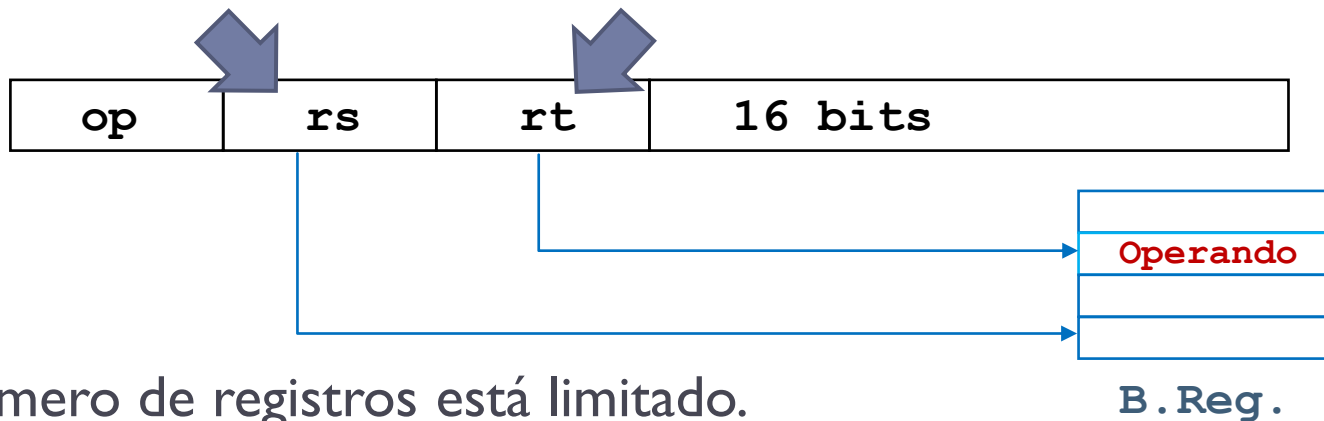 op rs rt 16 bits
Operando
mero de registros está limitado.
B.Reg.